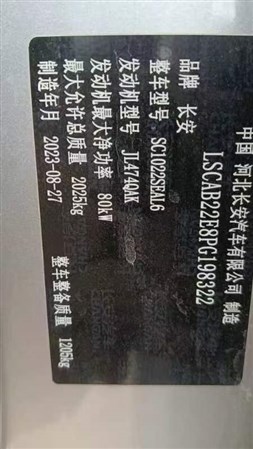 中国 河北长安汽车有限公司 制造
LSCAB22E8PG198322
品牌 长安
整车型号 SC1022SEAL6
发动机型号 JL474QAK
发动机最大净功率 80kW
最大允许总质量 2025kg
整车整备质量 1205kg
制造年月 2023-08-27